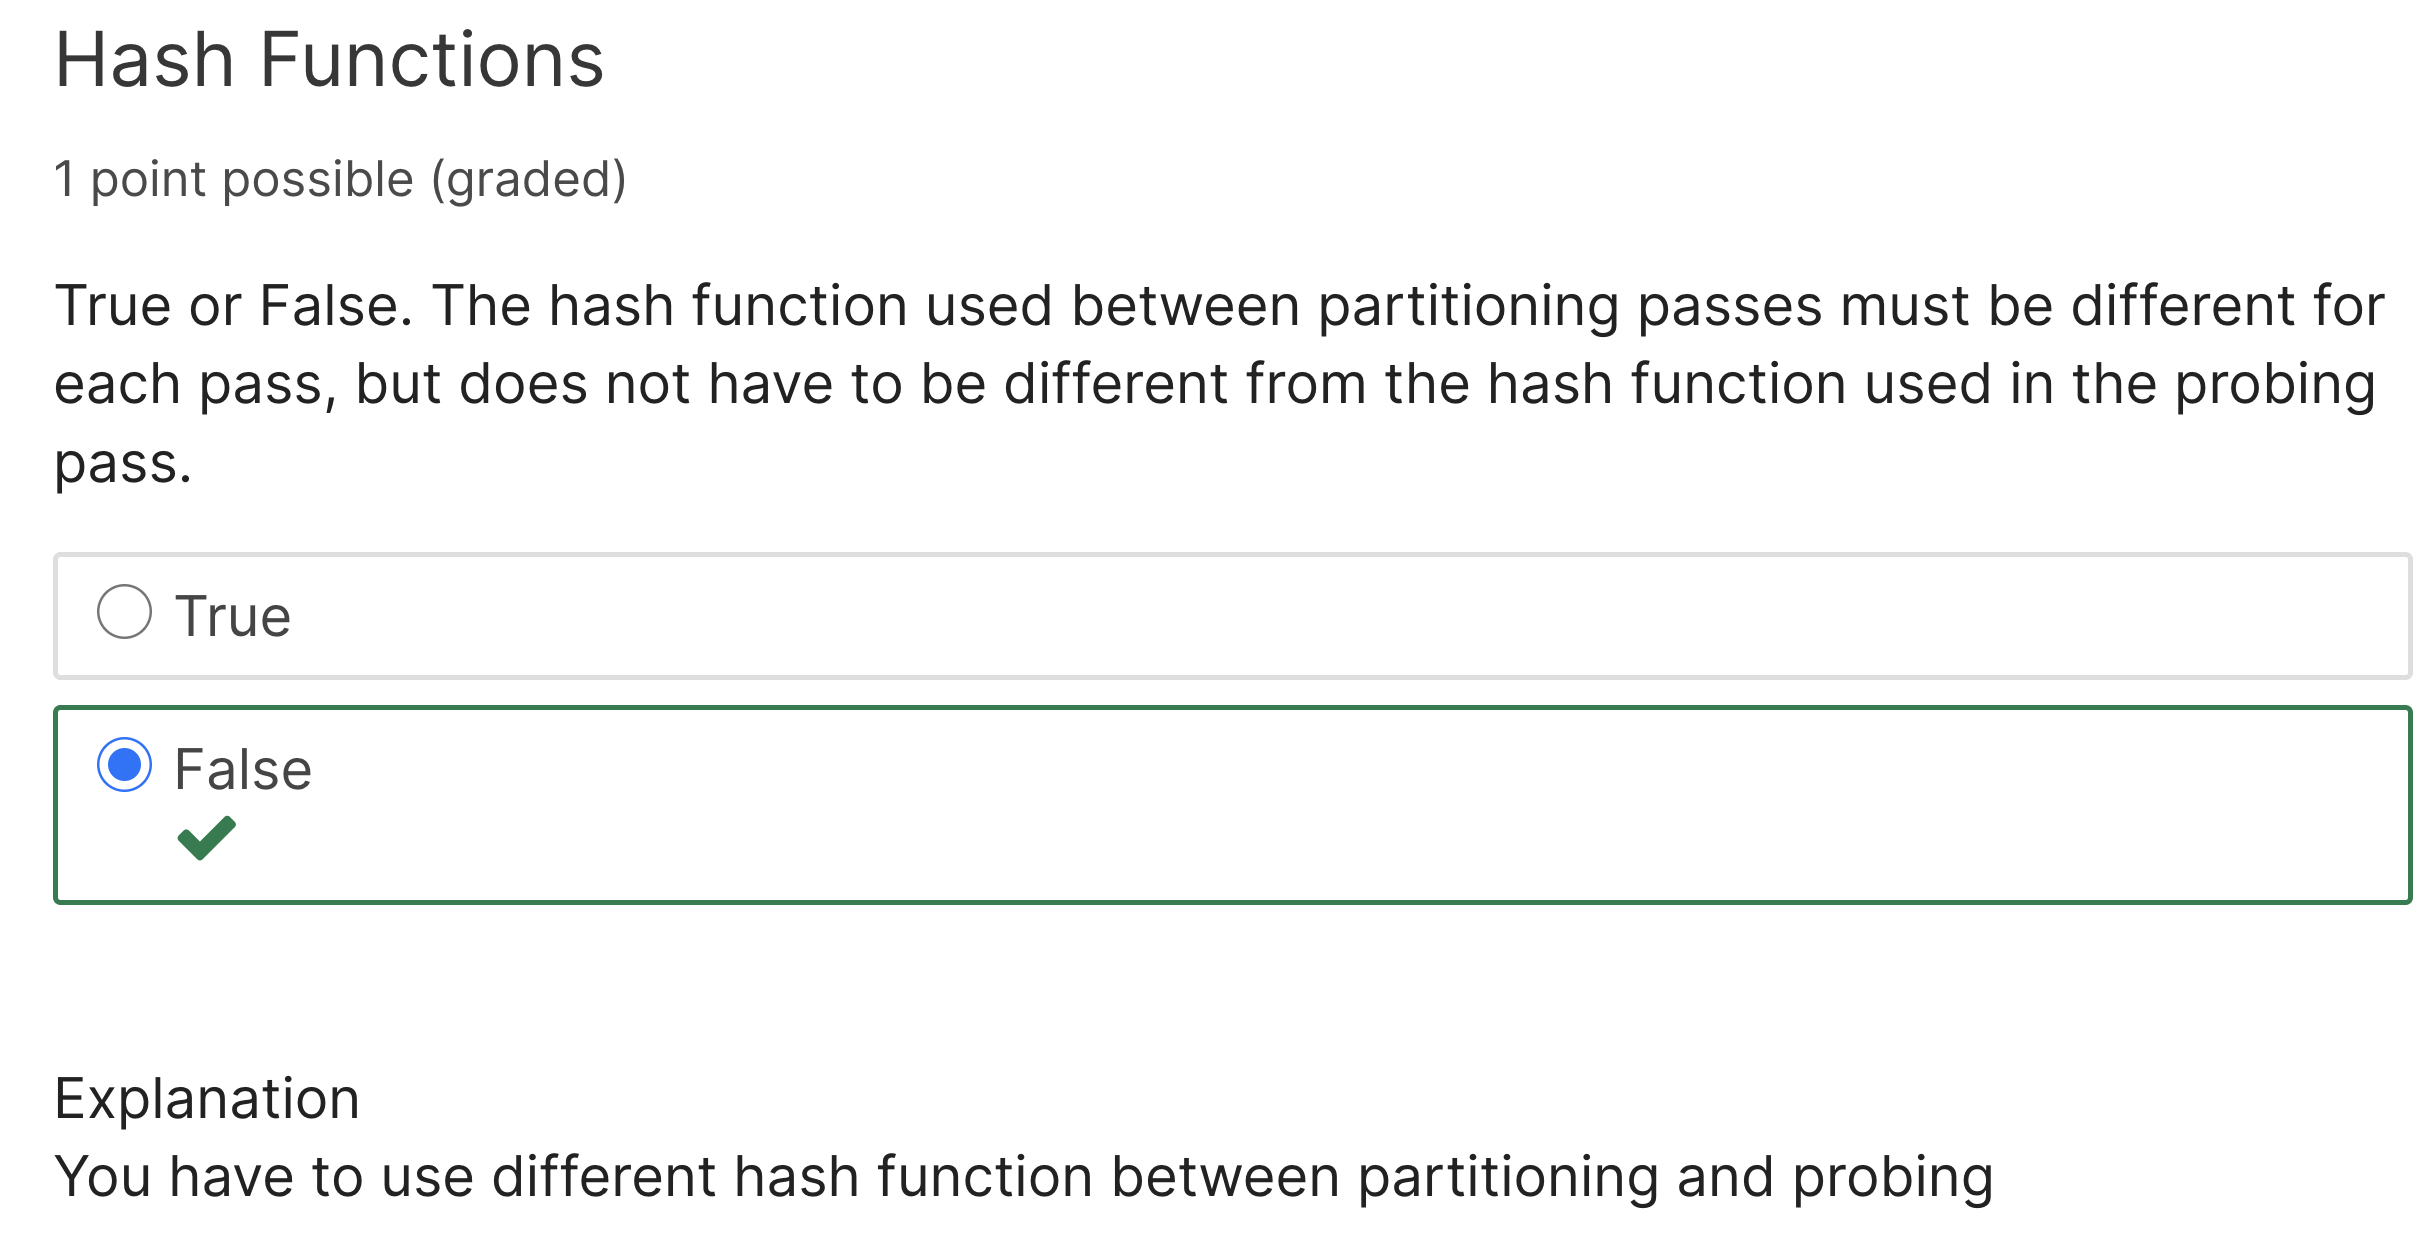 Hash Functions
1 point possible (graded)
True or False. The hash function used between partitioning passes must be different for
each pass, but does not have to be different from the hash function used in the probing
pass.
True
False
Explanation
You have to use different hash function between partitioning and probing